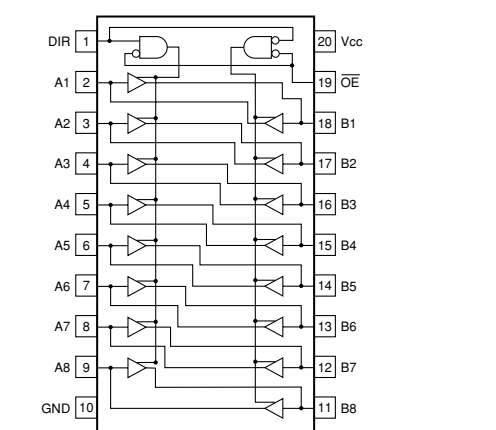 DIR 1 20 Vcc
A1 2 19 OE
A2 3 18 B1
A3 4 17 B2
A4 5 16 B3
A5 6 15 B4
A6 7 14 B5
A7 8 13 B6
A8 9 12 B7
GND 10 11 B8